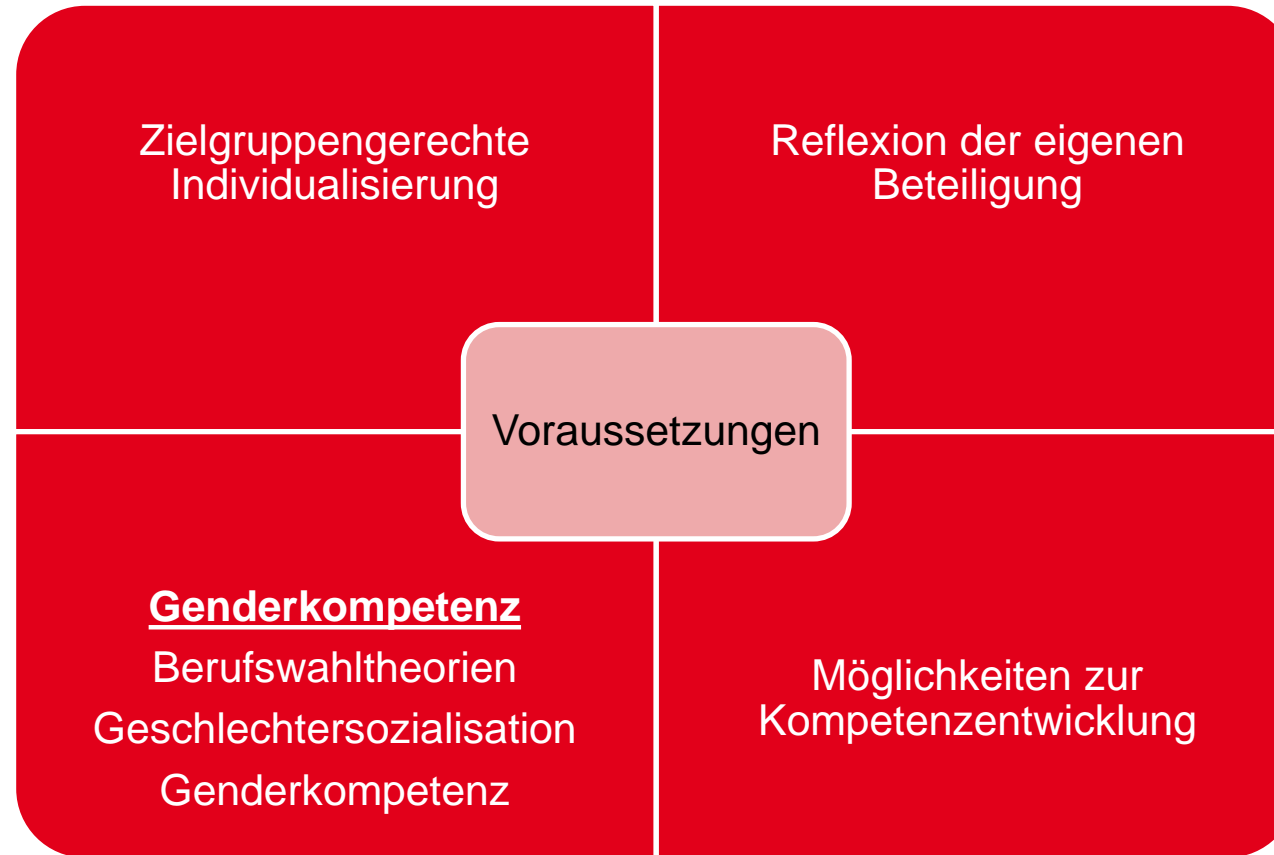 Zielgruppengerechte
Individualisierung
Reflexion der eigenen
Beteiligung
Voraussetzungen
Genderkompetenz
Berufswahltheorien
Geschlechtersozialisation
Genderkompetenz
Möglichkeiten zur
Kompetenzentwicklung